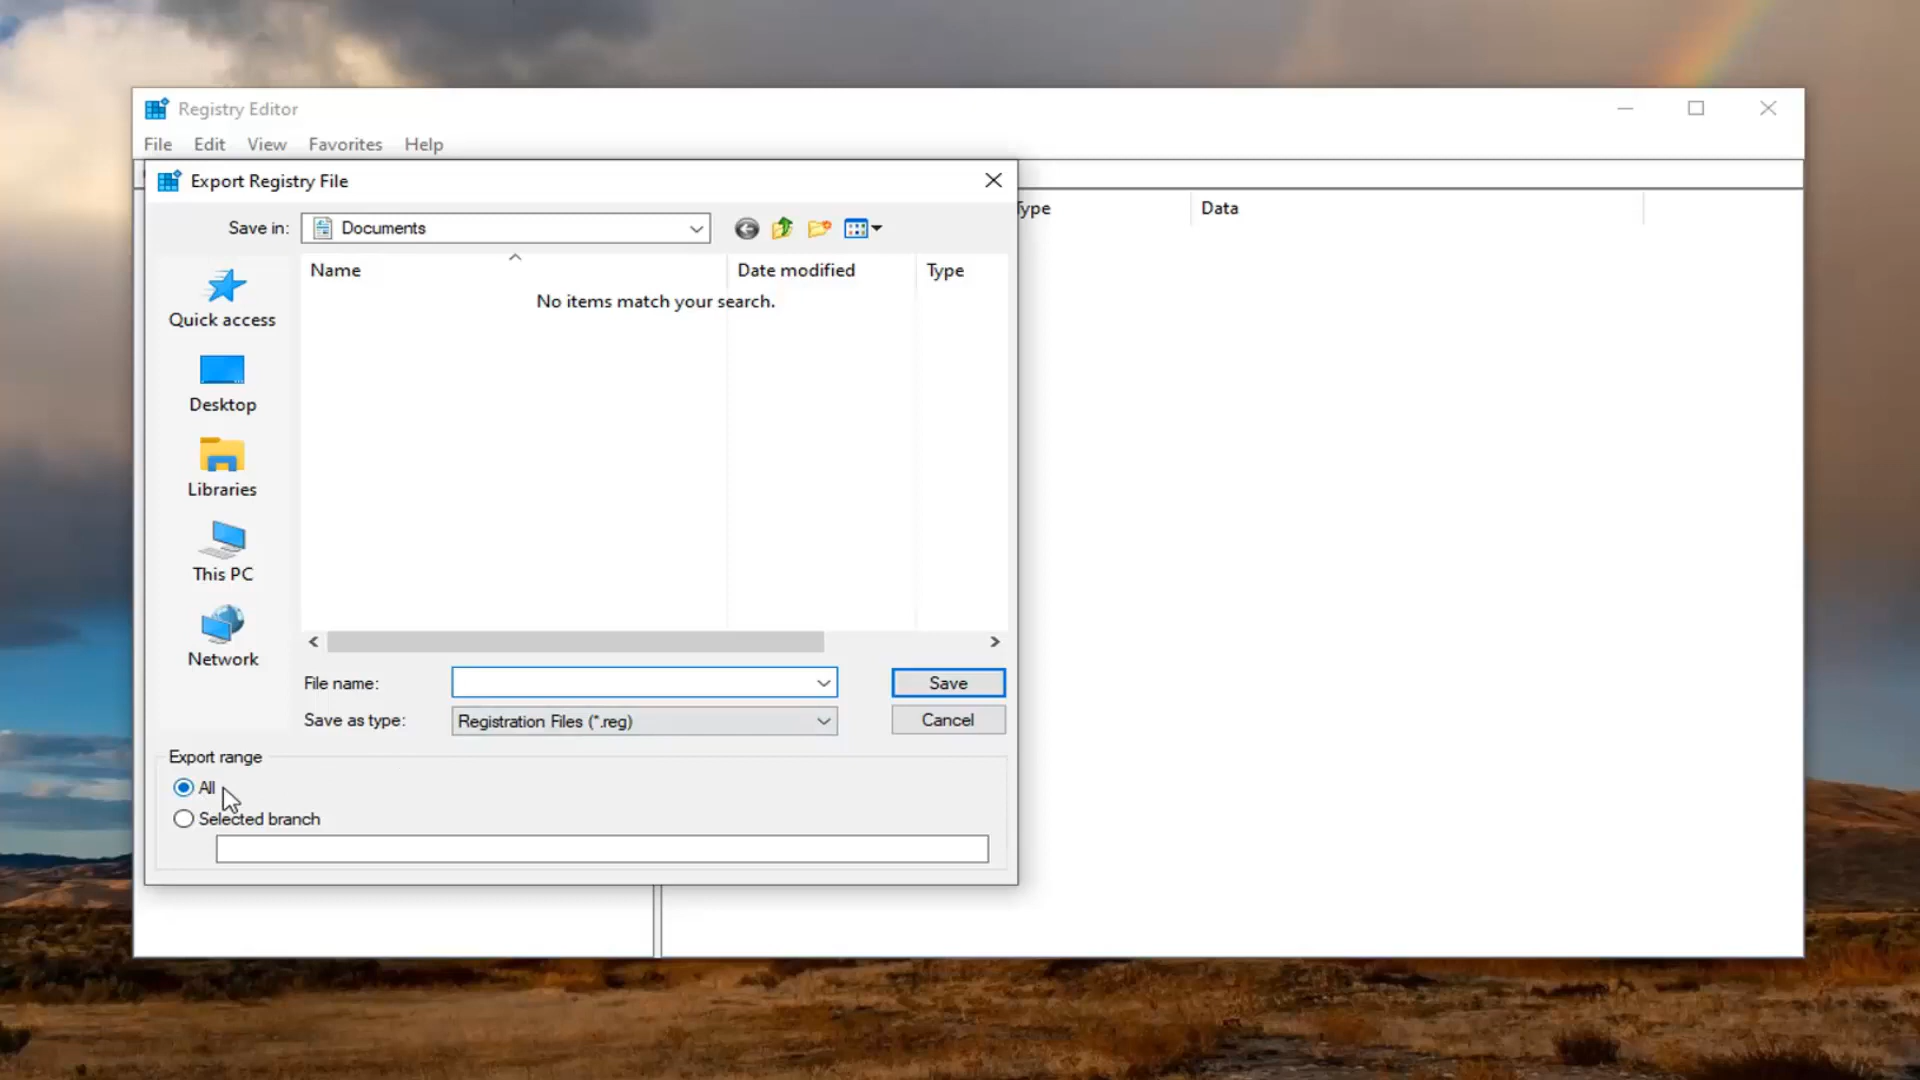 Registry Editor
File Edit View Favorites Help
Export Registry File
Save in: Documents
Type Data
Name Date modified Type
No items match your search.
Quick access
Desktop
Libraries
This PC
Network
File name: Save
Save as type: Registration Files (*.reg) Cancel
Export range
All
Selected branch